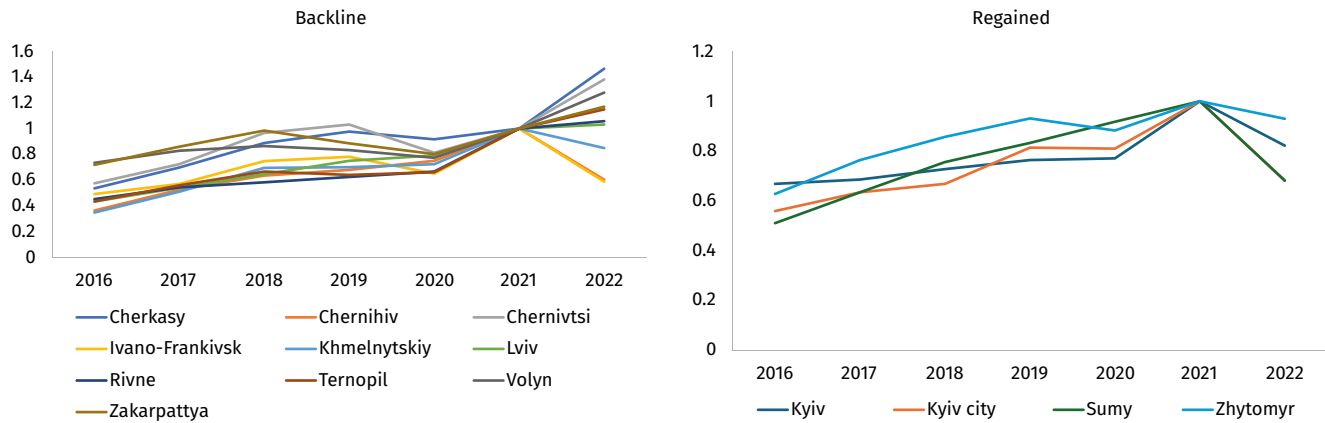 Backline
1.6
1.4
1.2
1
0.8
0.6
0.4
0.2
0
2016 2017 2018 2019 2020 2021 2022
Cherkasy Chernihiv Chernivtsi
Ivano-Frankivsk Khmelnytskiy Lviv
Rivne Ternopil Volyn
Zakarpattya
Regained
1.2
1
0.8
0.6
0.4
0.2
0
2016 2017 2018 2019 2020 2021 2022
Kyiv Kyiv city Sumy Zhytomyr